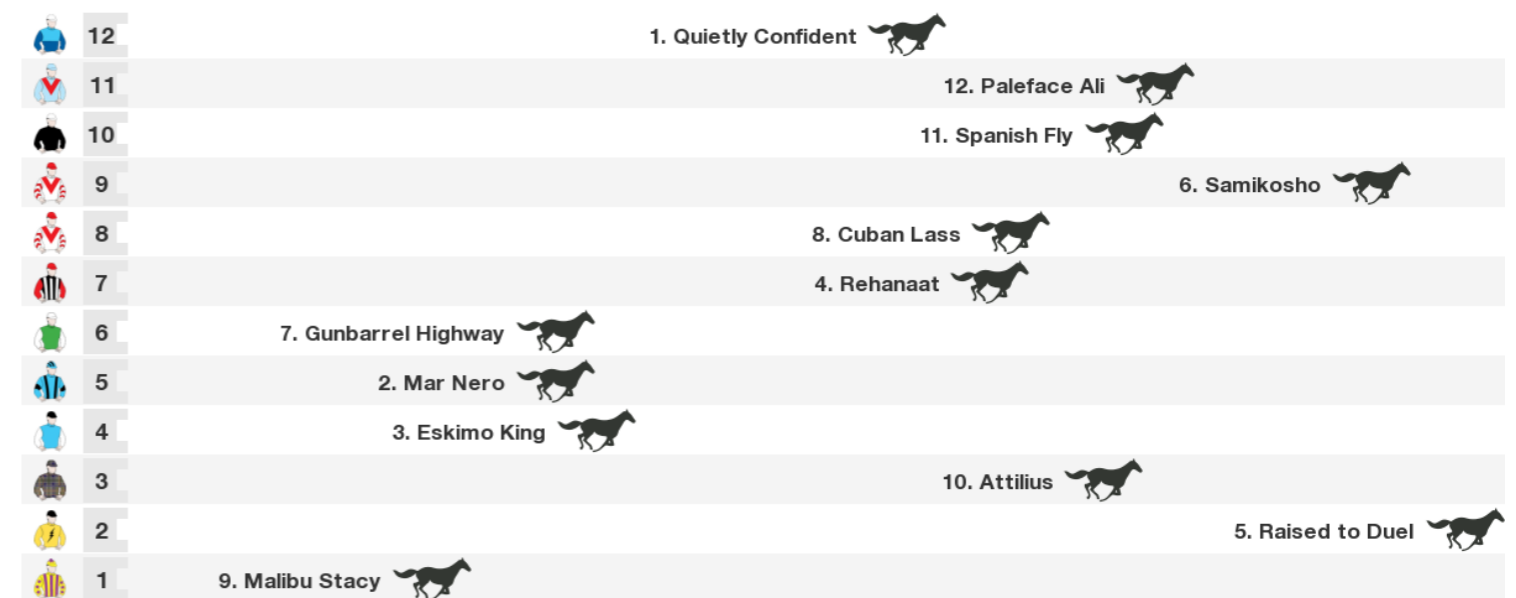 12 1. Quietly Confident
11 12. Paleface Ali
10 11. Spanish Fly
9 6. Samikosho
8 8. Cuban Lass
7 4. Rehanaat
6 7. Gunbarrel Highway
5 2. Mar Nero
4 3. Eskimo King
3 10. Attilius
2 5. Raised to Duel
1 9. Malibu Stacy